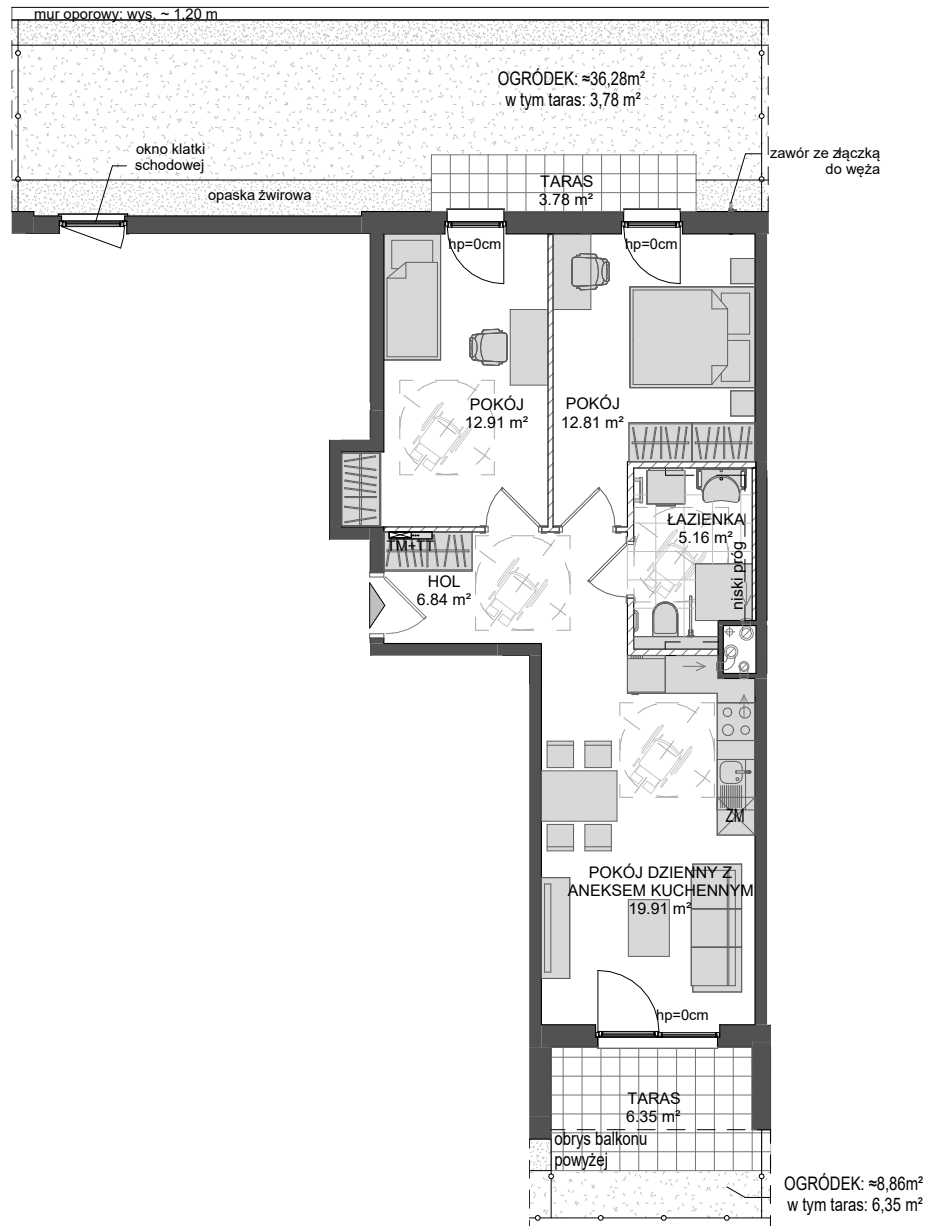 mur oporowy: wys. ~ 1,20 m
OGRÓDEK: ≈36,28m²
w tym taras: 3,78 m²
okno klatki
schodowej
zawór ze złączką
do węża
opaska żwirowa
TARAS
3.78 m²
hp=0cm
hp=0cm
POKÓJ
12.91 m²
POKÓJ
12.81 m²
ŁAZIENKA
5.16 m²
niski próg
TM+TT
HOL
6.84 m²
ZM
POKÓJ DZIENNY Z
ANEKSEM KUCHENNYM
19.91 m²
hp=0cm
TARAS
6.35 m²
obrys balkonu
powyżej
OGRÓDEK: ≈8,86m²
w tym taras: 6,35 m²